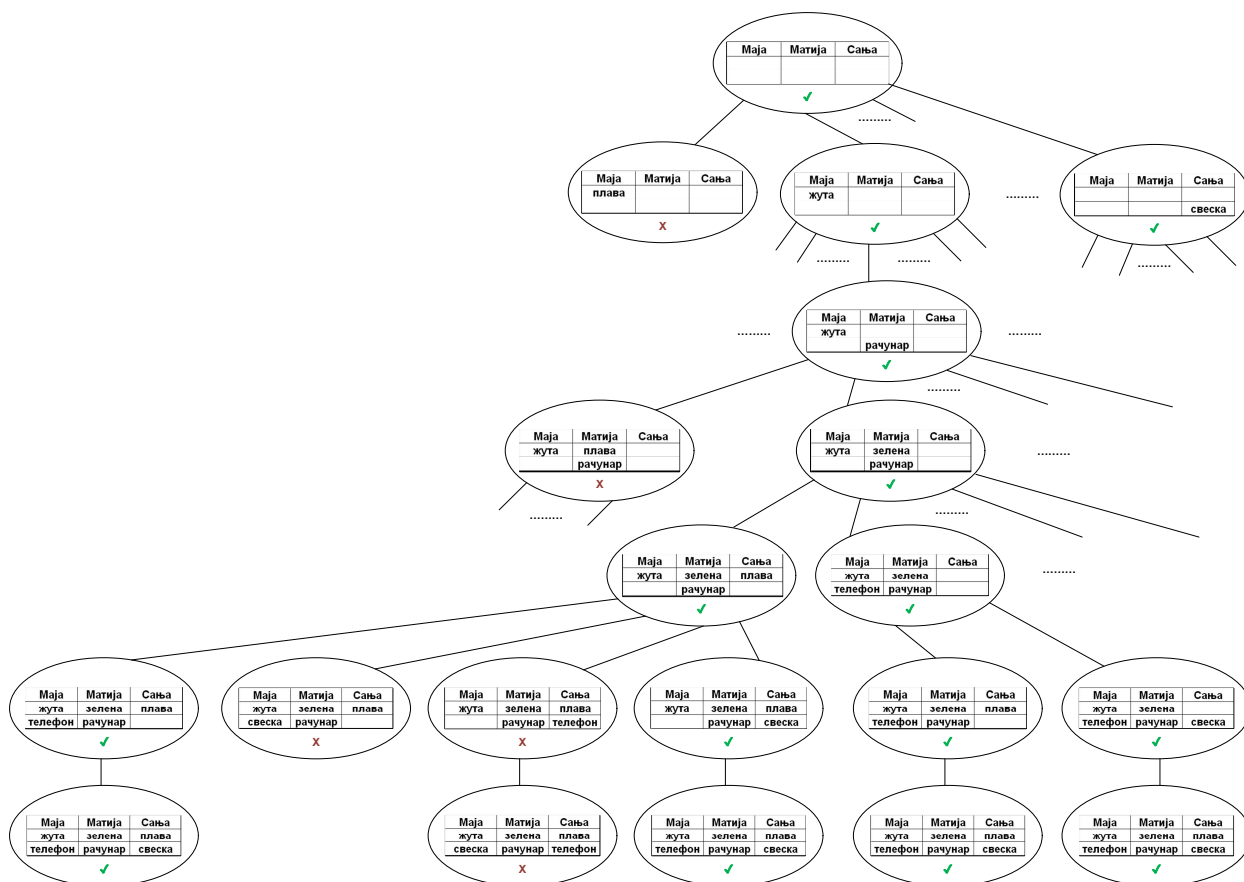 Маја Матија Сања
✓
.........
Маја Матија Сања
плава
X
Маја Матија Сања
жута
✓
.........
Маја Матија Сања
свеска
✓
......... ......... .........
.........
Маја Матија Сања
жута
рачунар
✓
.........
.........
Маја Матија Сања
жута плава
рачунар
X
Маја Матија Сања
жута зелена
рачунар
✓
.........
......... .........
Маја Матија Сања
жута зелена плава
рачунар
✓
Маја Матија Сања
жута зелена
телефон рачунар
✓
.........
Маја Матија Сања
жута зелена плава
телефон рачунар
✓
Маја Матија Сања
жута зелена плава
свеска рачунар
X
Маја Матија Сања
жута зелена плава
рачунар телефон
X
Маја Матија Сања
жута зелена плава
рачунар свеска
✓
Маја Матија Сања
жута зелена плава
телефон рачунар
✓
Маја Матија Сања
жута зелена
телефон рачунар свеска
✓
Маја Матија Сања
жута зелена плава
телефон рачунар свеска
✓
Маја Матија Сања
жута зелена плава
свеска рачунар телефон
X
Маја Матија Сања
жута зелена плава
телефон рачунар свеска
✓
Маја Матија Сања
жута зелена плава
телефон рачунар свеска
✓
Маја Матија Сања
жута зелена плава
телефон рачунар свеска
✓